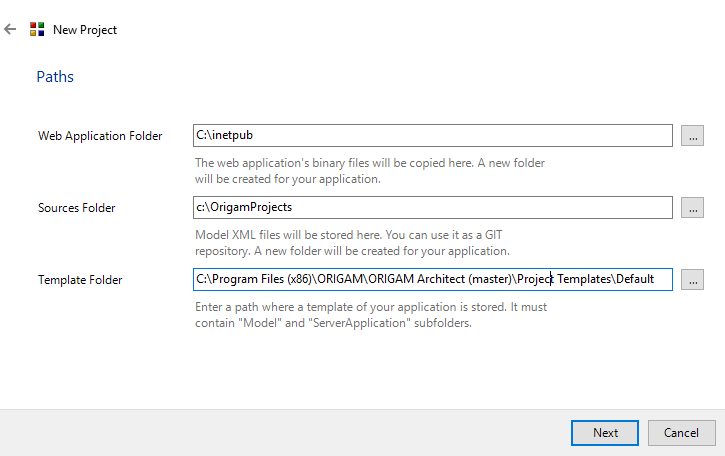 New Project
Paths
Web Application Folder
C:\inetpub
...
The web application's binary files will be copied here. A new folder
will be created for your application.
Sources Folder
c:\OrigamProjects
...
Model XML files will be stored here. You can use it as a GIT
repository. A new folder will be created for your application.
Template Folder
C:\Program Files (x86)\ORIGAM\ORIGAM Architect (master)\Project Templates\Default
...
Enter a path where a template of your application is stored. It must
contain "Model" and "ServerApplication" subfolders.
Next
Cancel